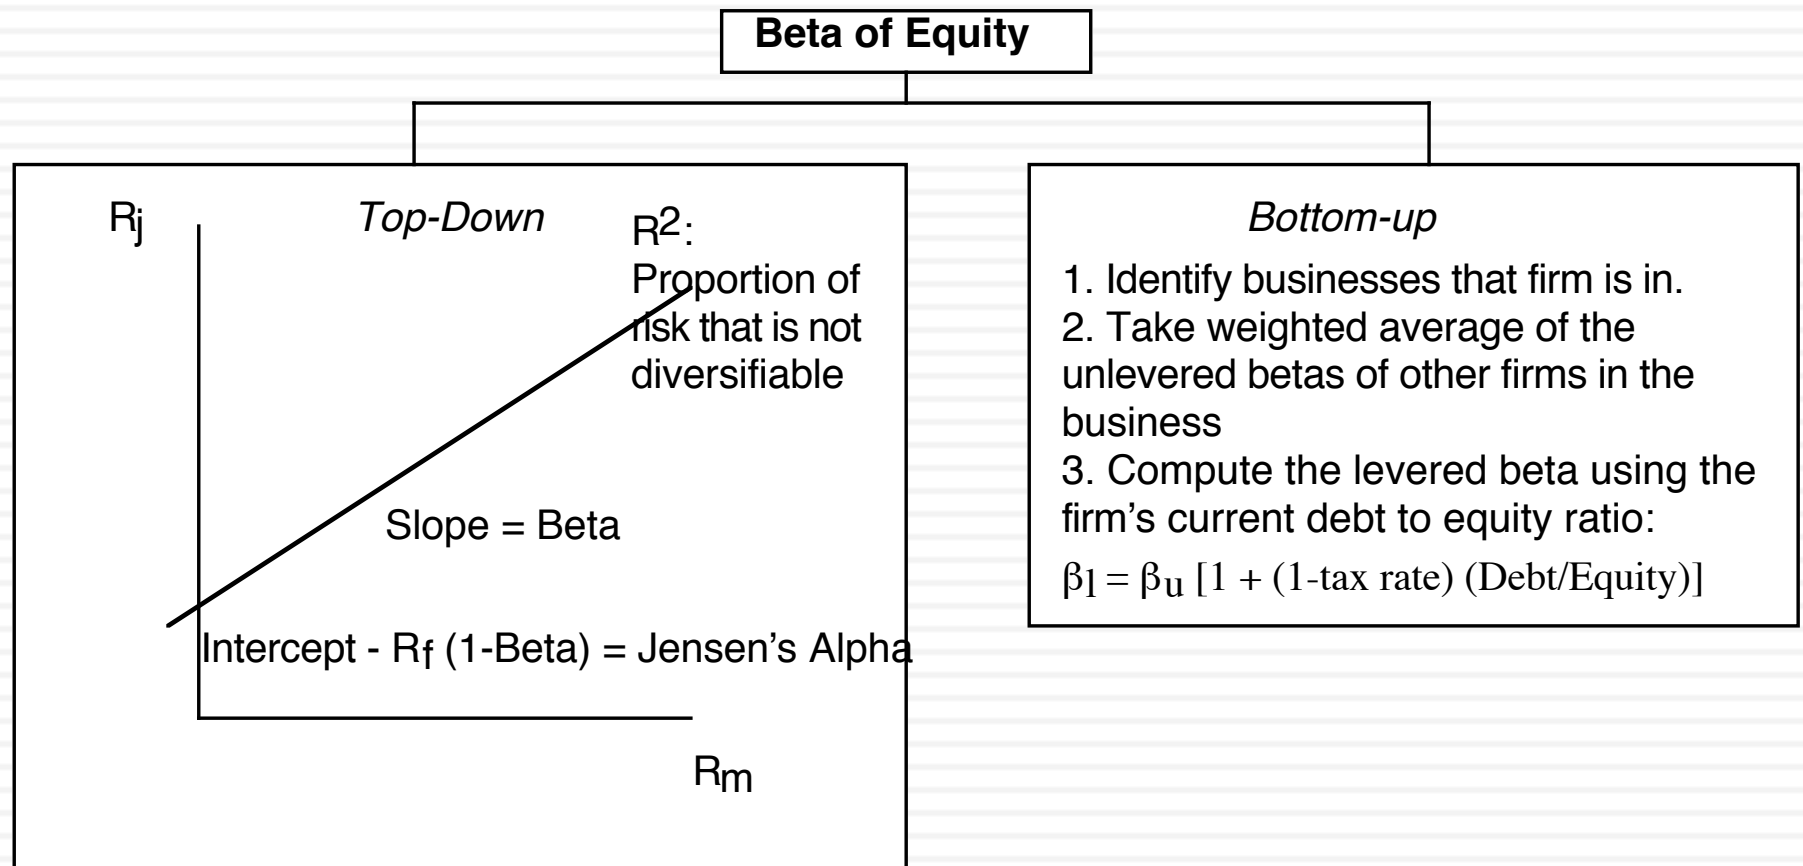 Beta of Equity
Rj
Top-Down
R2:
Proportion of
risk that is not
diversifiable
Slope = Beta
Intercept - Rf (1-Beta) = Jensen's Alpha
Rm
Bottom-up
1. Identify businesses that firm is in.
2. Take weighted average of the
unlevered betas of other firms in the
business
3. Compute the levered beta using the
firm's current debt to equity ratio:
βl = βu [1 + (1-tax rate) (Debt/Equity)]